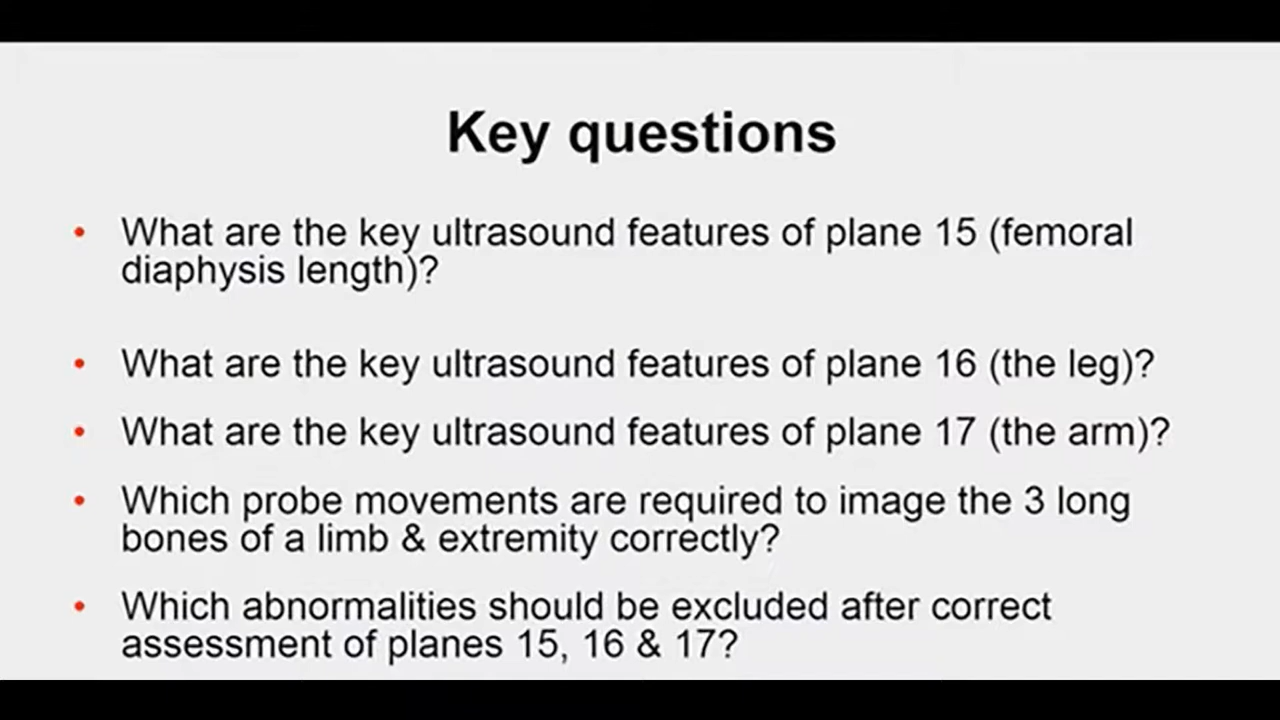 Key questions
• What are the key ultrasound features of plane 15 (femoral
diaphysis length)?
• What are the key ultrasound features of plane 16 (the leg)?
• What are the key ultrasound features of plane 17 (the arm)?
• Which probe movements are required to image the 3 long
bones of a limb & extremity correctly?
• Which abnormalities should be excluded after correct
assessment of planes 15, 16 & 17?